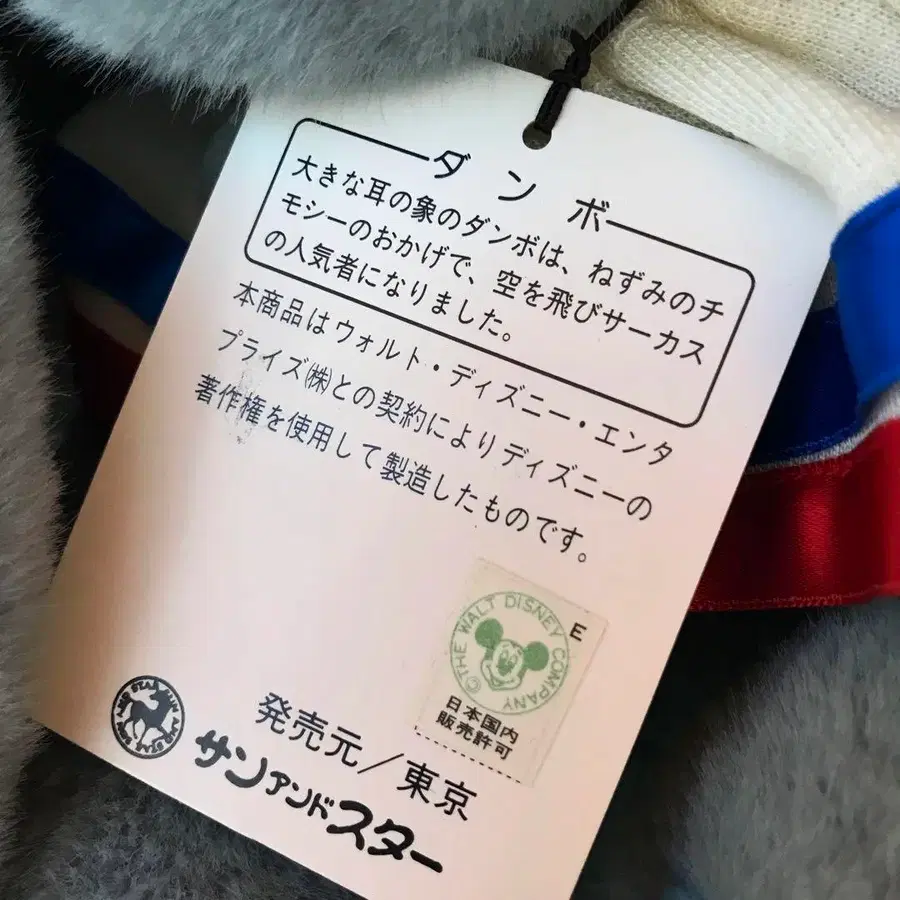 ダンボ
大きな耳の象のダンボは、ねずみのチ
モシーのおかげで、空を飛びサーカス
の人気者になりました。
本商品はウォルト・ディズニー・エンタ
プライズ㈱との契約によりディズニーの
著作権を使用して製造したものです。
©THE WALT DISNEY COMPANY
E
日本国内
販売許可
発売元/東京
サンアンドスター